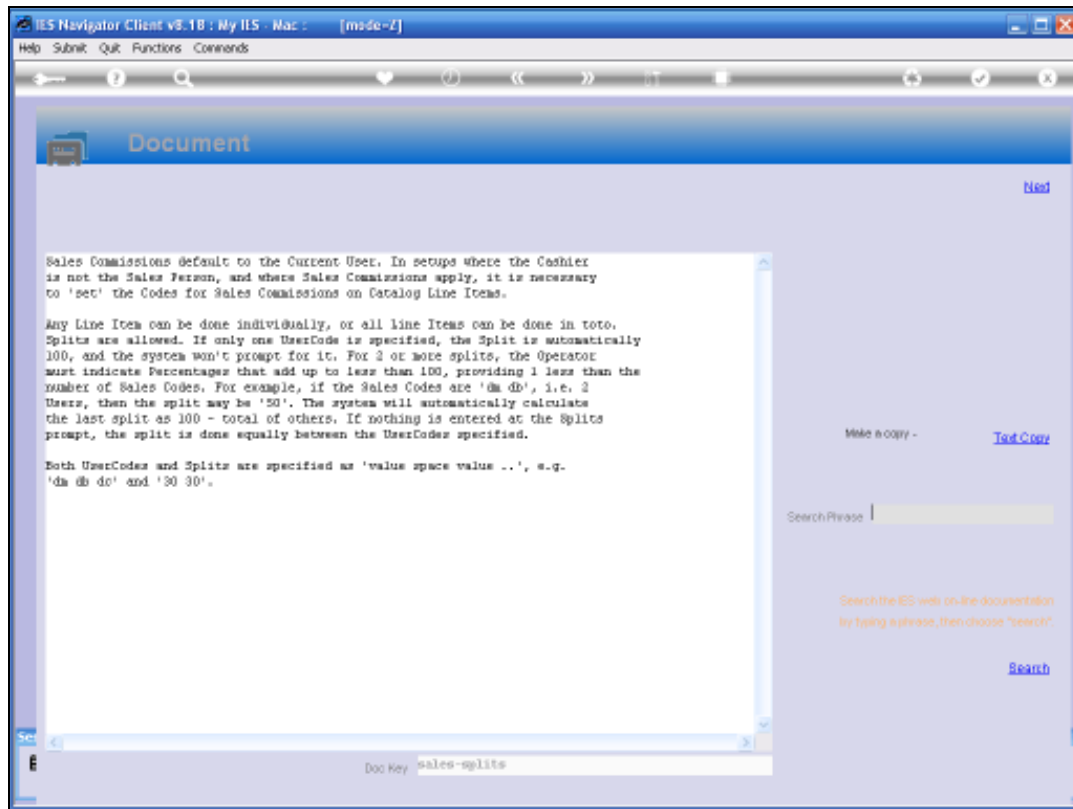 IES Navigator Client v8.18 : My IES - Mac : [mode=Z]
Help Submit Quit Functions Commands
Document
Next
Sales Commissions default to the Current User. In setups where the Cashier
is not the Sales Person, and where Sales Commissions apply, it is necessary
to 'set' the Codes for Sales Commissions on Catalog Line Items.
Any Line Item can be done individually, or all line Items can be done in toto.
Splits are allowed. If only one UserCode is specified, the Split is automatically
100, and the system won't prompt for it. For 2 or more splits, the Operator
must indicate Percentages that add up to less than 100, providing 1 less than the
number of Sales Codes. For example, if the Sales Codes are 'dm db', i.e. 2
Users, then the split may be '50'. The system will automatically calculate
the last split as 100 - total of others. If nothing is entered at the Splits
prompt, the split is done equally between the UserCodes specified.
Both UserCodes and Splits are specified as 'value space value ..', e.g.
'dm db dc' and '30 30'.
Make a copy -
Text Copy
Search Phrase
Search the IES web on-line documentation
by typing a phrase, then choose "search".
Search
Doc Key sales-splits